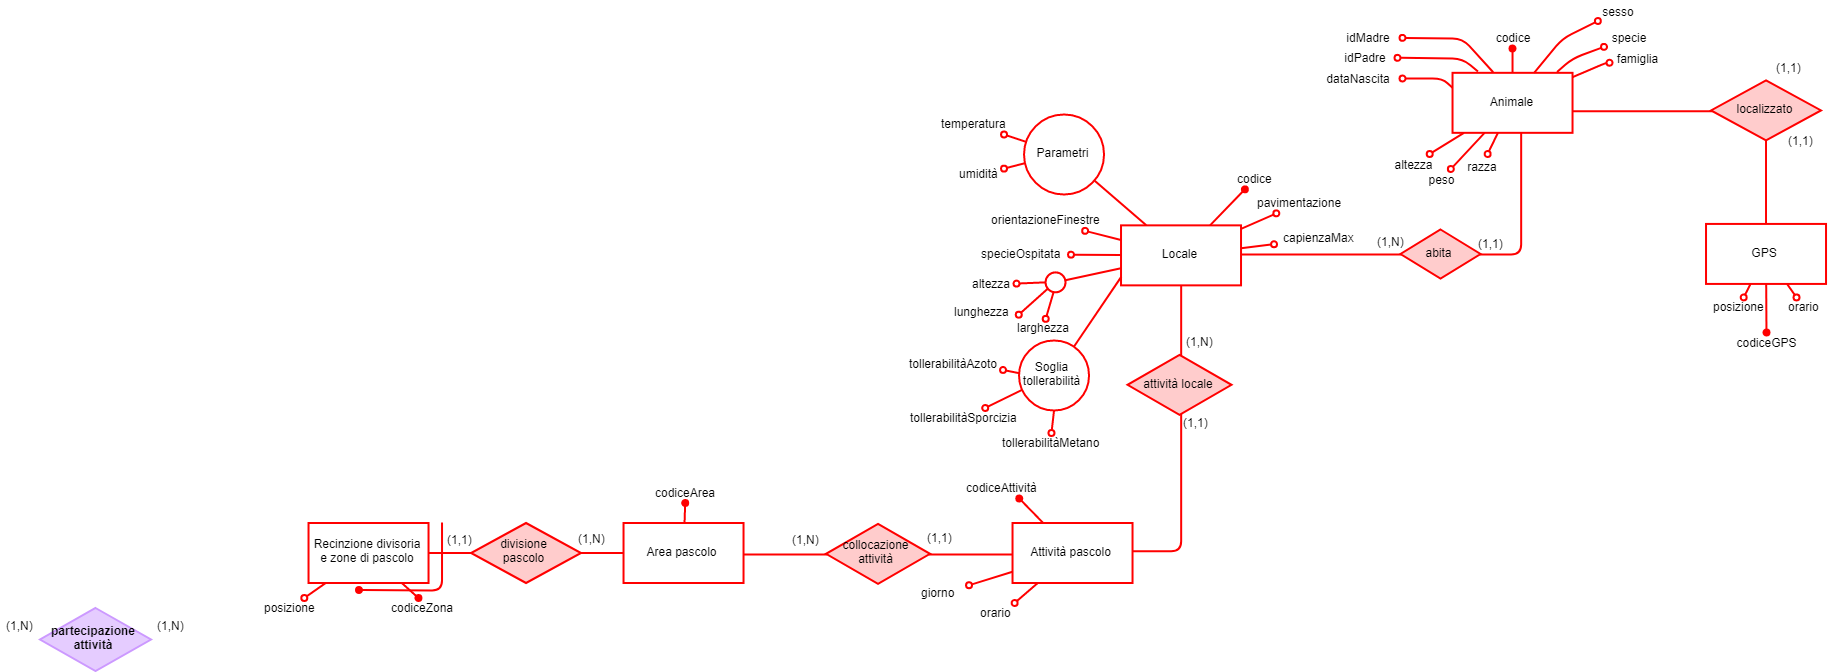 sesso
idMadre
codice
specie
idPadre
famiglia
(1,1)
dataNascita
Animale
localizzato
temperatura
(1,1)
Parametri
altezza
razza
umidità
peso
codice
pavimentazione
orientazioneFinestre
capienzaMax
(1,N)
(1,1)
specieOspitata
Locale
abita
GPS
altezza
lunghezza
posizione
orario
larghezza
(1,N)
codiceGPS
tollerabilitàAzoto
Soglia
tollerabilità
attività locale
tollerabilitàSporcizia
(1,1)
tollerabilitàMetano
codiceArea
codiceAttività
Recinzione divisoria
e zone di pascolo
(1,1)
divisione
pascolo
(1,N)
Area pascolo
(1,N)
collocazione
attività
(1,1)
Attività pascolo
giorno
orario
posizione
codiceZona
(1,N)
partecipazione
attività
(1,N)